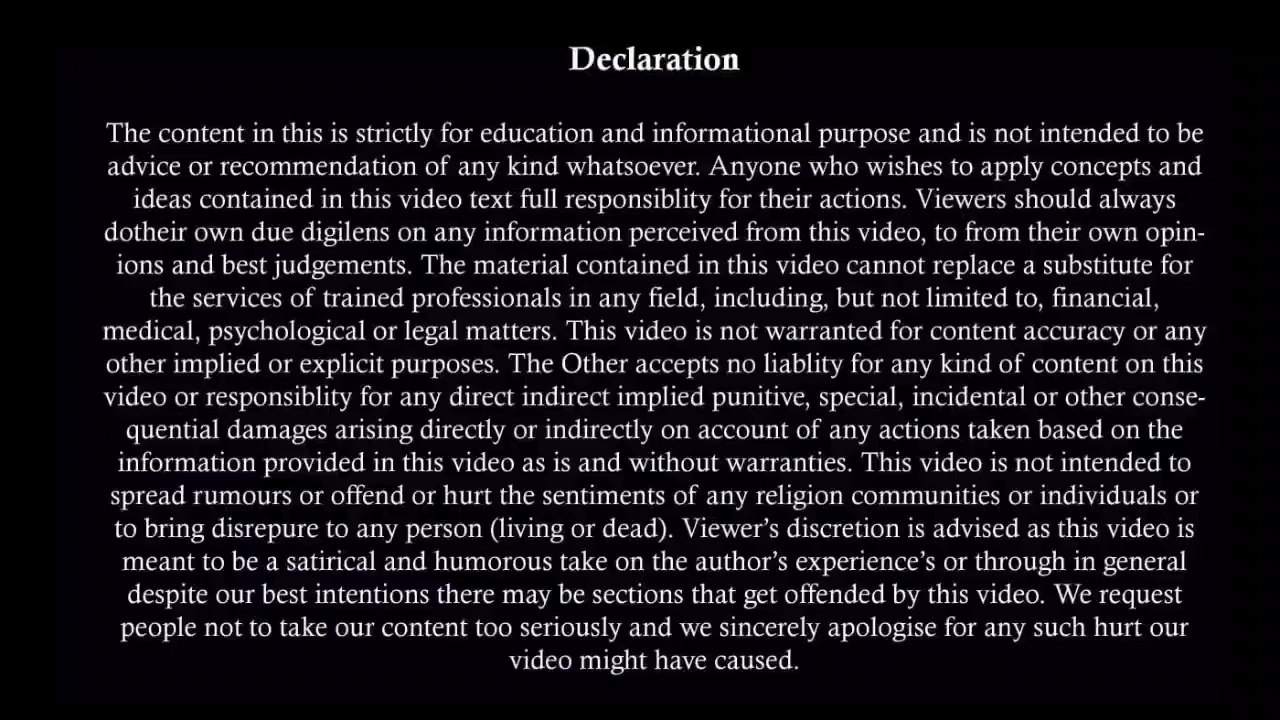 Declaration
The content in this is strictly for education and informational purpose and is not intended to be
advice or recommendation of any kind whatsoever. Anyone who wishes to apply concepts and
ideas contained in this video text full responsiblity for their actions. Viewers should always
dotheir own due digilens on any information perceived from this video, to from their own opin-
ions and best judgements. The material contained in this video cannot replace a substitute for
the services of trained professionals in any field, including, but not limited to, financial,
medical, psychological or legal matters. This video is not warranted for content accuracy or any
other implied or explicit purposes. The Other accepts no liablity for any kind of content on this
video or responsiblity for any direct indirect implied punitive, special, incidental or other conse-
quential damages arising directly or indirectly on account of any actions taken based on the
information provided in this video as is and without warranties. This video is not intended to
spread rumours or offend or hurt the sentiments of any religion communities or individuals or
to bring disrepure to any person (living or dead). Viewer's discretion is advised as this video is
meant to be a satirical and humorous take on the author's experience's or through in general
despite our best intentions there may be sections that get offended by this video. We request
people not to take our content too seriously and we sincerely apologise for any such hurt our
video might have caused.